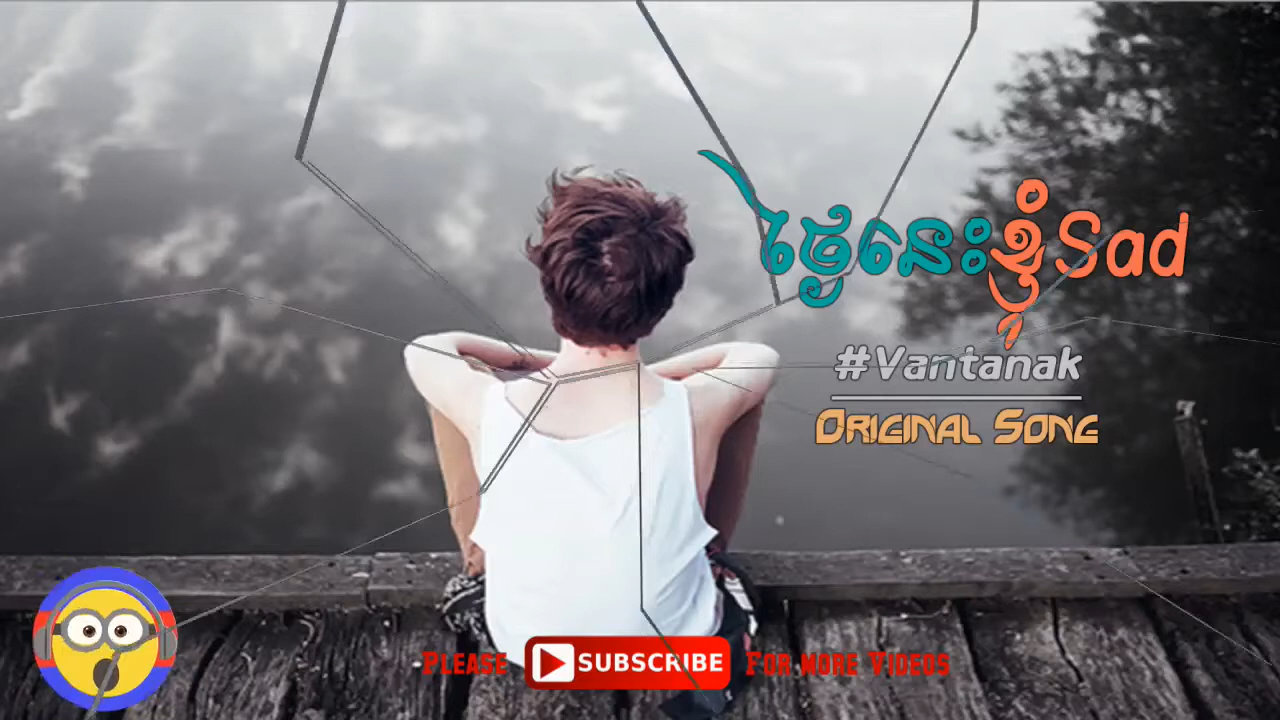 ថ្ងៃនេះខ្ញុំSad
#Vantanak
Original Song
Please SUBSCRIBE For more Videos